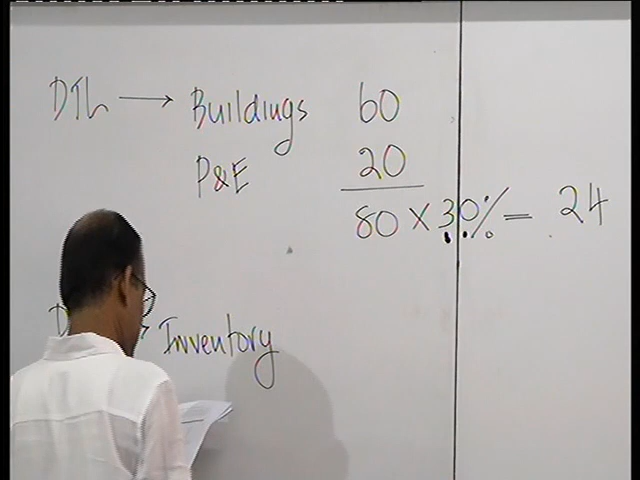 DTL → Buildings 60
P&E 20
80 × 30% = 24
→ Inventory